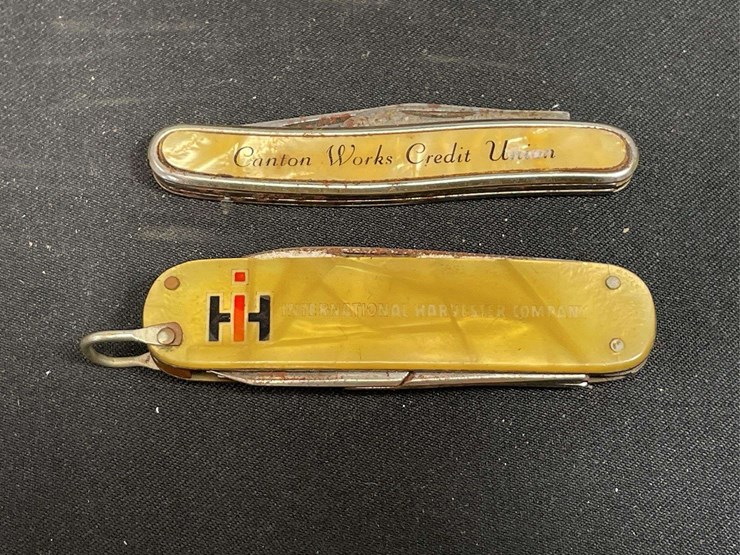 Canton Works Credit Union
IH INTERNATIONAL HARVESTER COMPANY